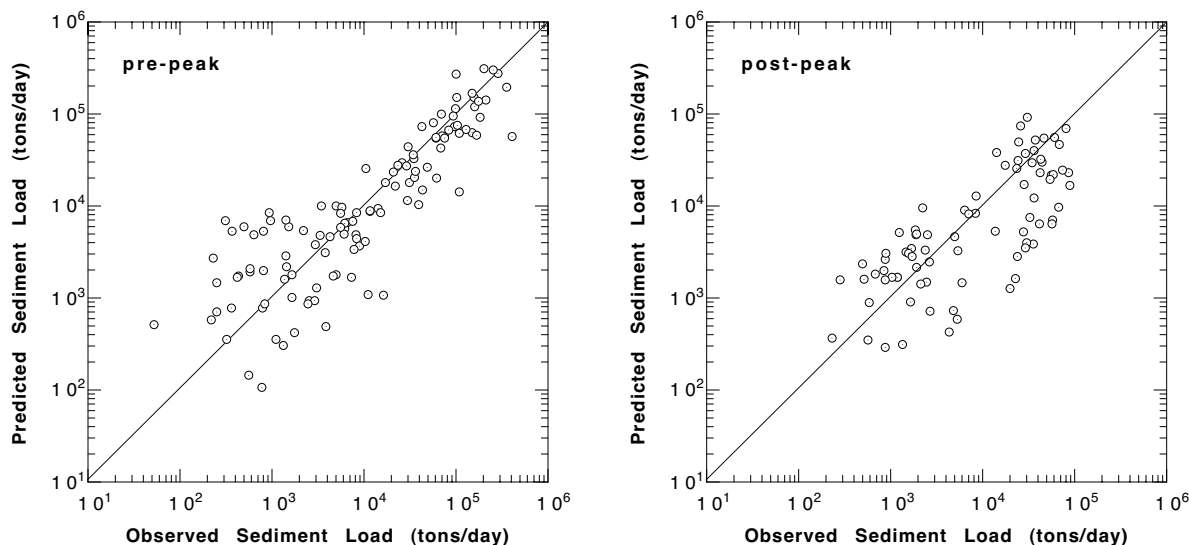 pre-peak
Predicted Sediment Load (tons/day)
10^6
10^5
10^4
10^3
10^2
10^1
10^1 10^2 10^3 10^4 10^5 10^6
Observed Sediment Load (tons/day)
post-peak
Predicted Sediment Load (tons/day)
10^6
10^5
10^4
10^3
10^2
10^1
10^1 10^2 10^3 10^4 10^5 10^6
Observed Sediment Load (tons/day)